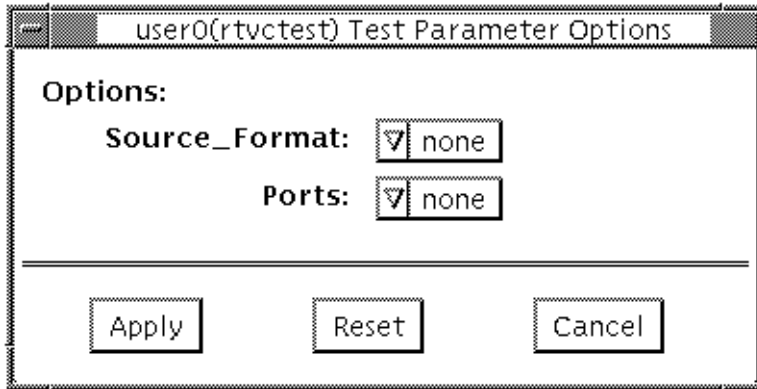 user0(rtvctest) Test Parameter Options
Options:
Source_Format: none
Ports: none
Apply Reset Cancel